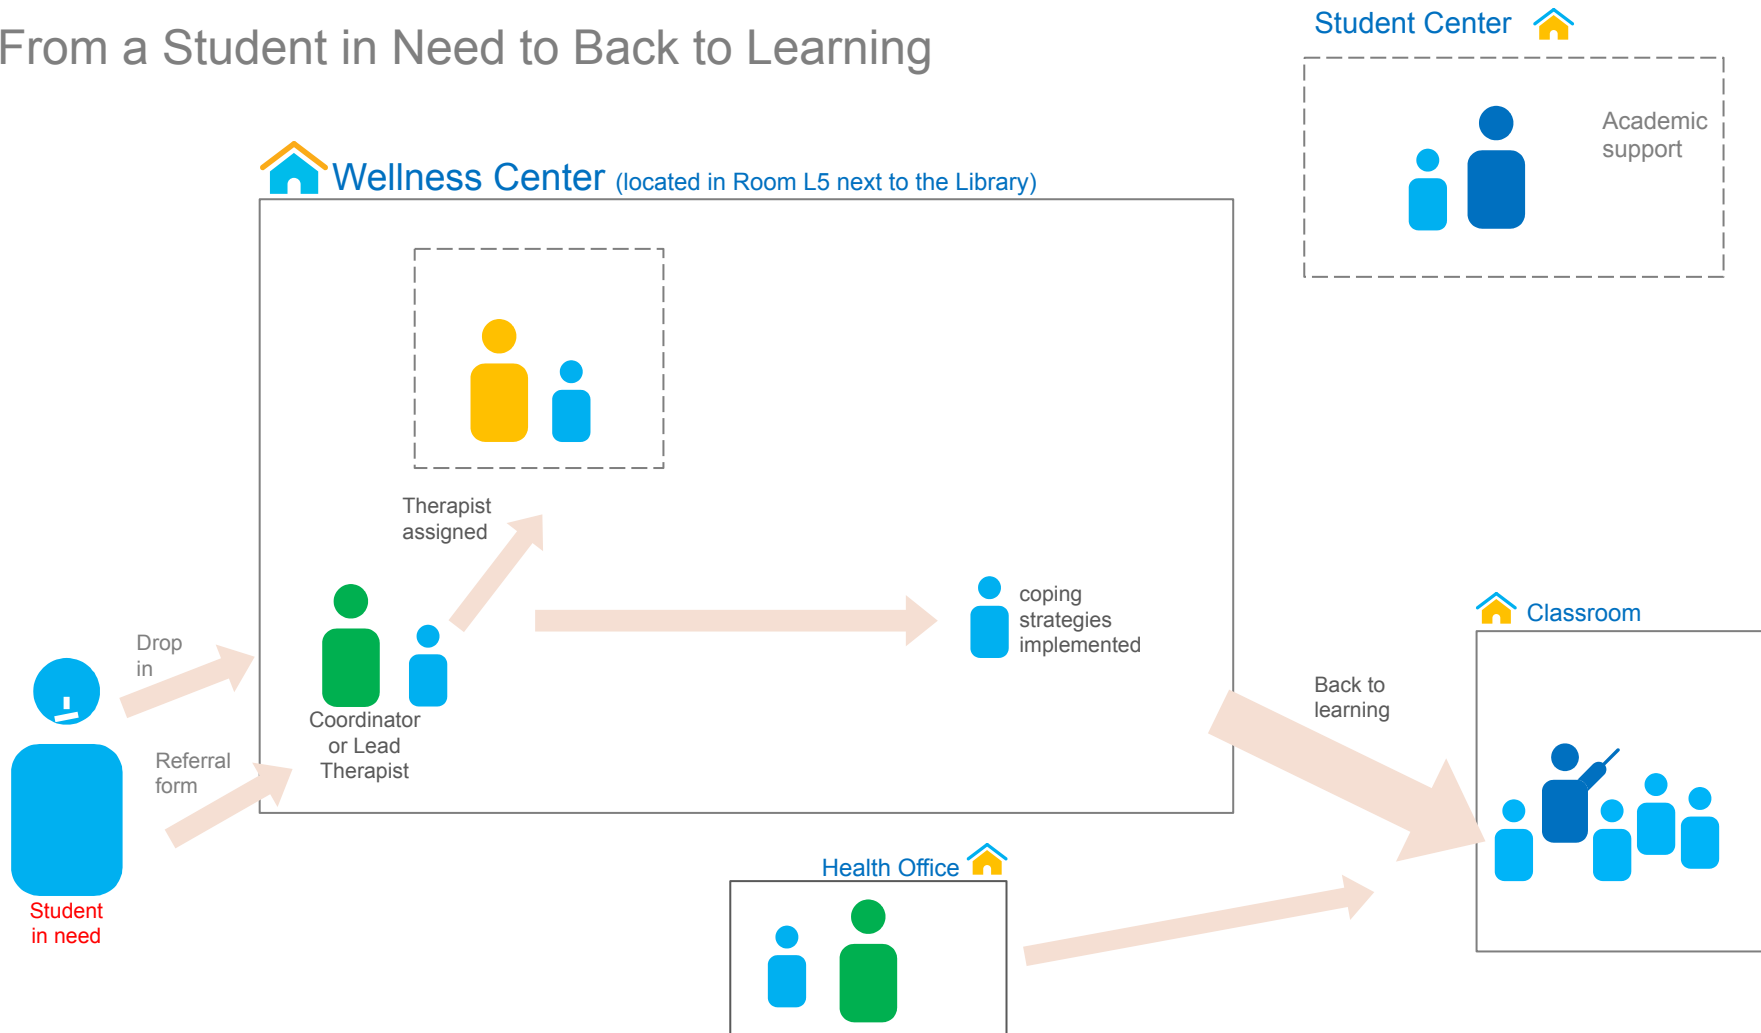 From a Student in Need to Back to Learning
Student Center
Academic
support
Wellness Center (located in Room L5 next to the Library)
Therapist
assigned
coping
strategies
implemented
Classroom
Drop
in
Back to
learning
Coordinator
or Lead
Therapist
Referral
form
Health Office
Student
in need